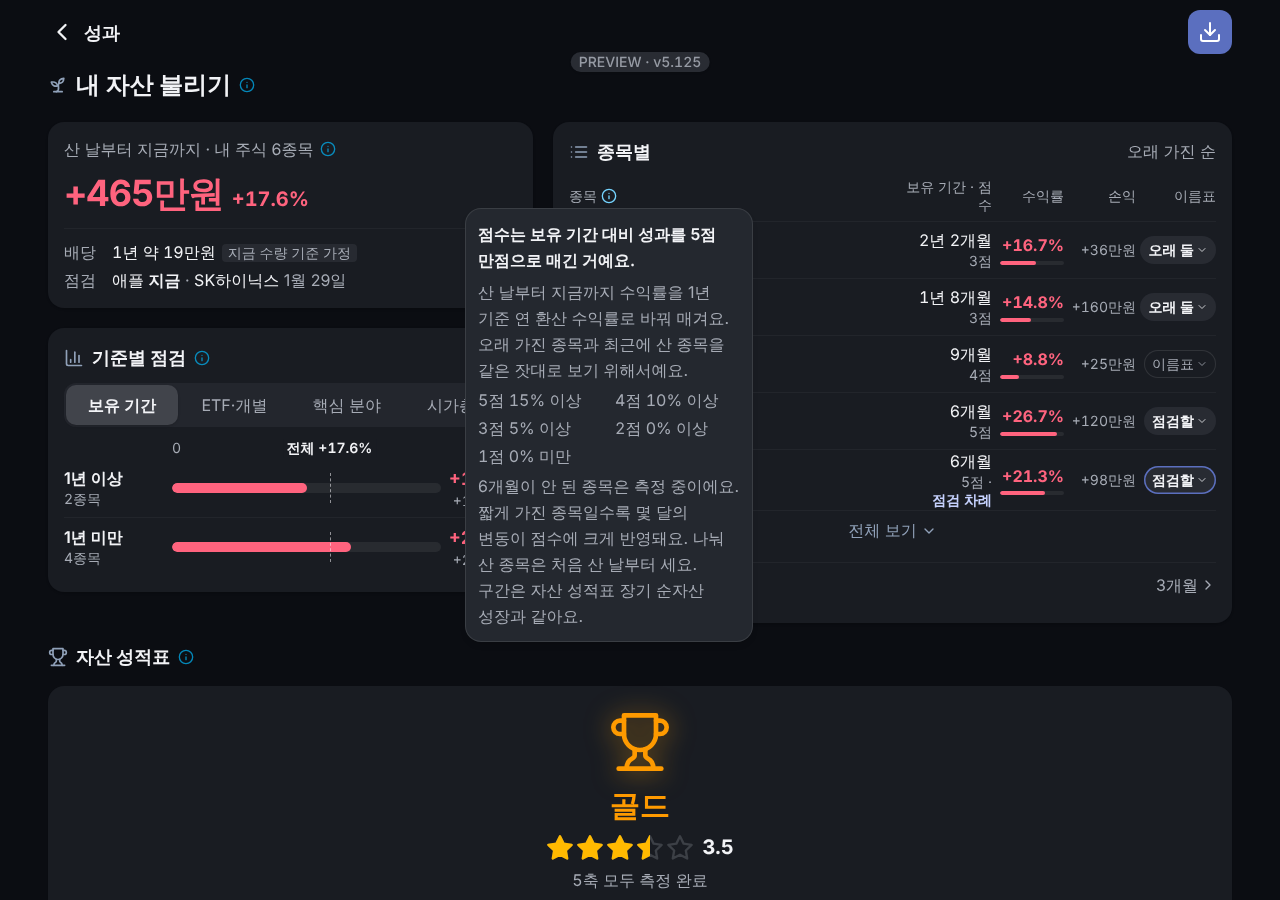 성과
PREVIEW · v5.125
내 자산 불리기
산 날부터 지금까지 · 내 주식 6종목
+465만원 +17.6%
배당 1년 약 19만원 지금 수량 기준 가정
점검 애플 지금 · SK하이닉스 1월 29일
기준별 점검
보유 기간 ETF·개별 핵심 분야
0 전체 +17.6%
1년 이상
2종목
1년 미만
4종목
종목별 오래 가진 순
종목 보유 기간 · 점수 수익률 손익 이름표
2년 2개월 +16.7% +36만원 오래 둘
3점
1년 8개월 +14.8% +160만원 오래 둘
3점
9개월 +8.8% +25만원 이름표
4점
6개월 +26.7% +120만원 점검할
5점
6개월 +21.3% +98만원 점검할
5점 ·
점검 차례
전체 보기
3개월
점수는 보유 기간 대비 성과를 5점
만점으로 매긴 거예요.
산 날부터 지금까지 수익률을 1년
기준 연 환산 수익률로 바꿔 매겨요.
오래 가진 종목과 최근에 산 종목을
같은 잣대로 보기 위해서예요.
5점 15% 이상 4점 10% 이상
3점 5% 이상 2점 0% 이상
1점 0% 미만
6개월이 안 된 종목은 측정 중이에요.
짧게 가진 종목일수록 몇 달의
변동이 점수에 크게 반영돼요. 나눠
산 종목은 처음 산 날부터 세요.
구간은 자산 성적표 장기 순자산
성장과 같아요.
자산 성적표
골드
3.5
5축 모두 측정 완료